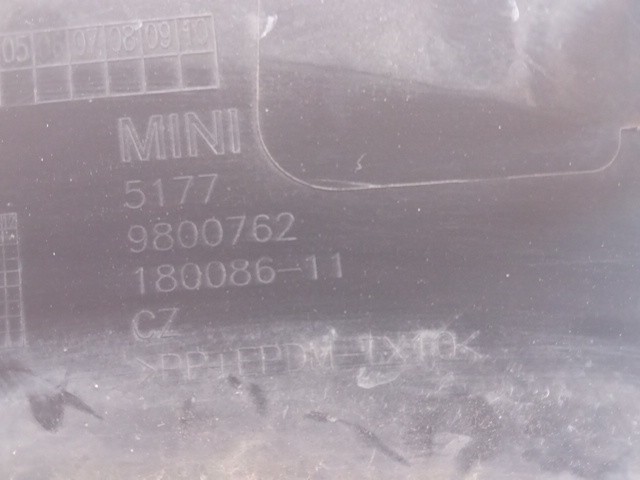 05 06 07 08 09 10
MINI
5177
9800762
180086-11
CZ
>PP+EPDM-TX10<